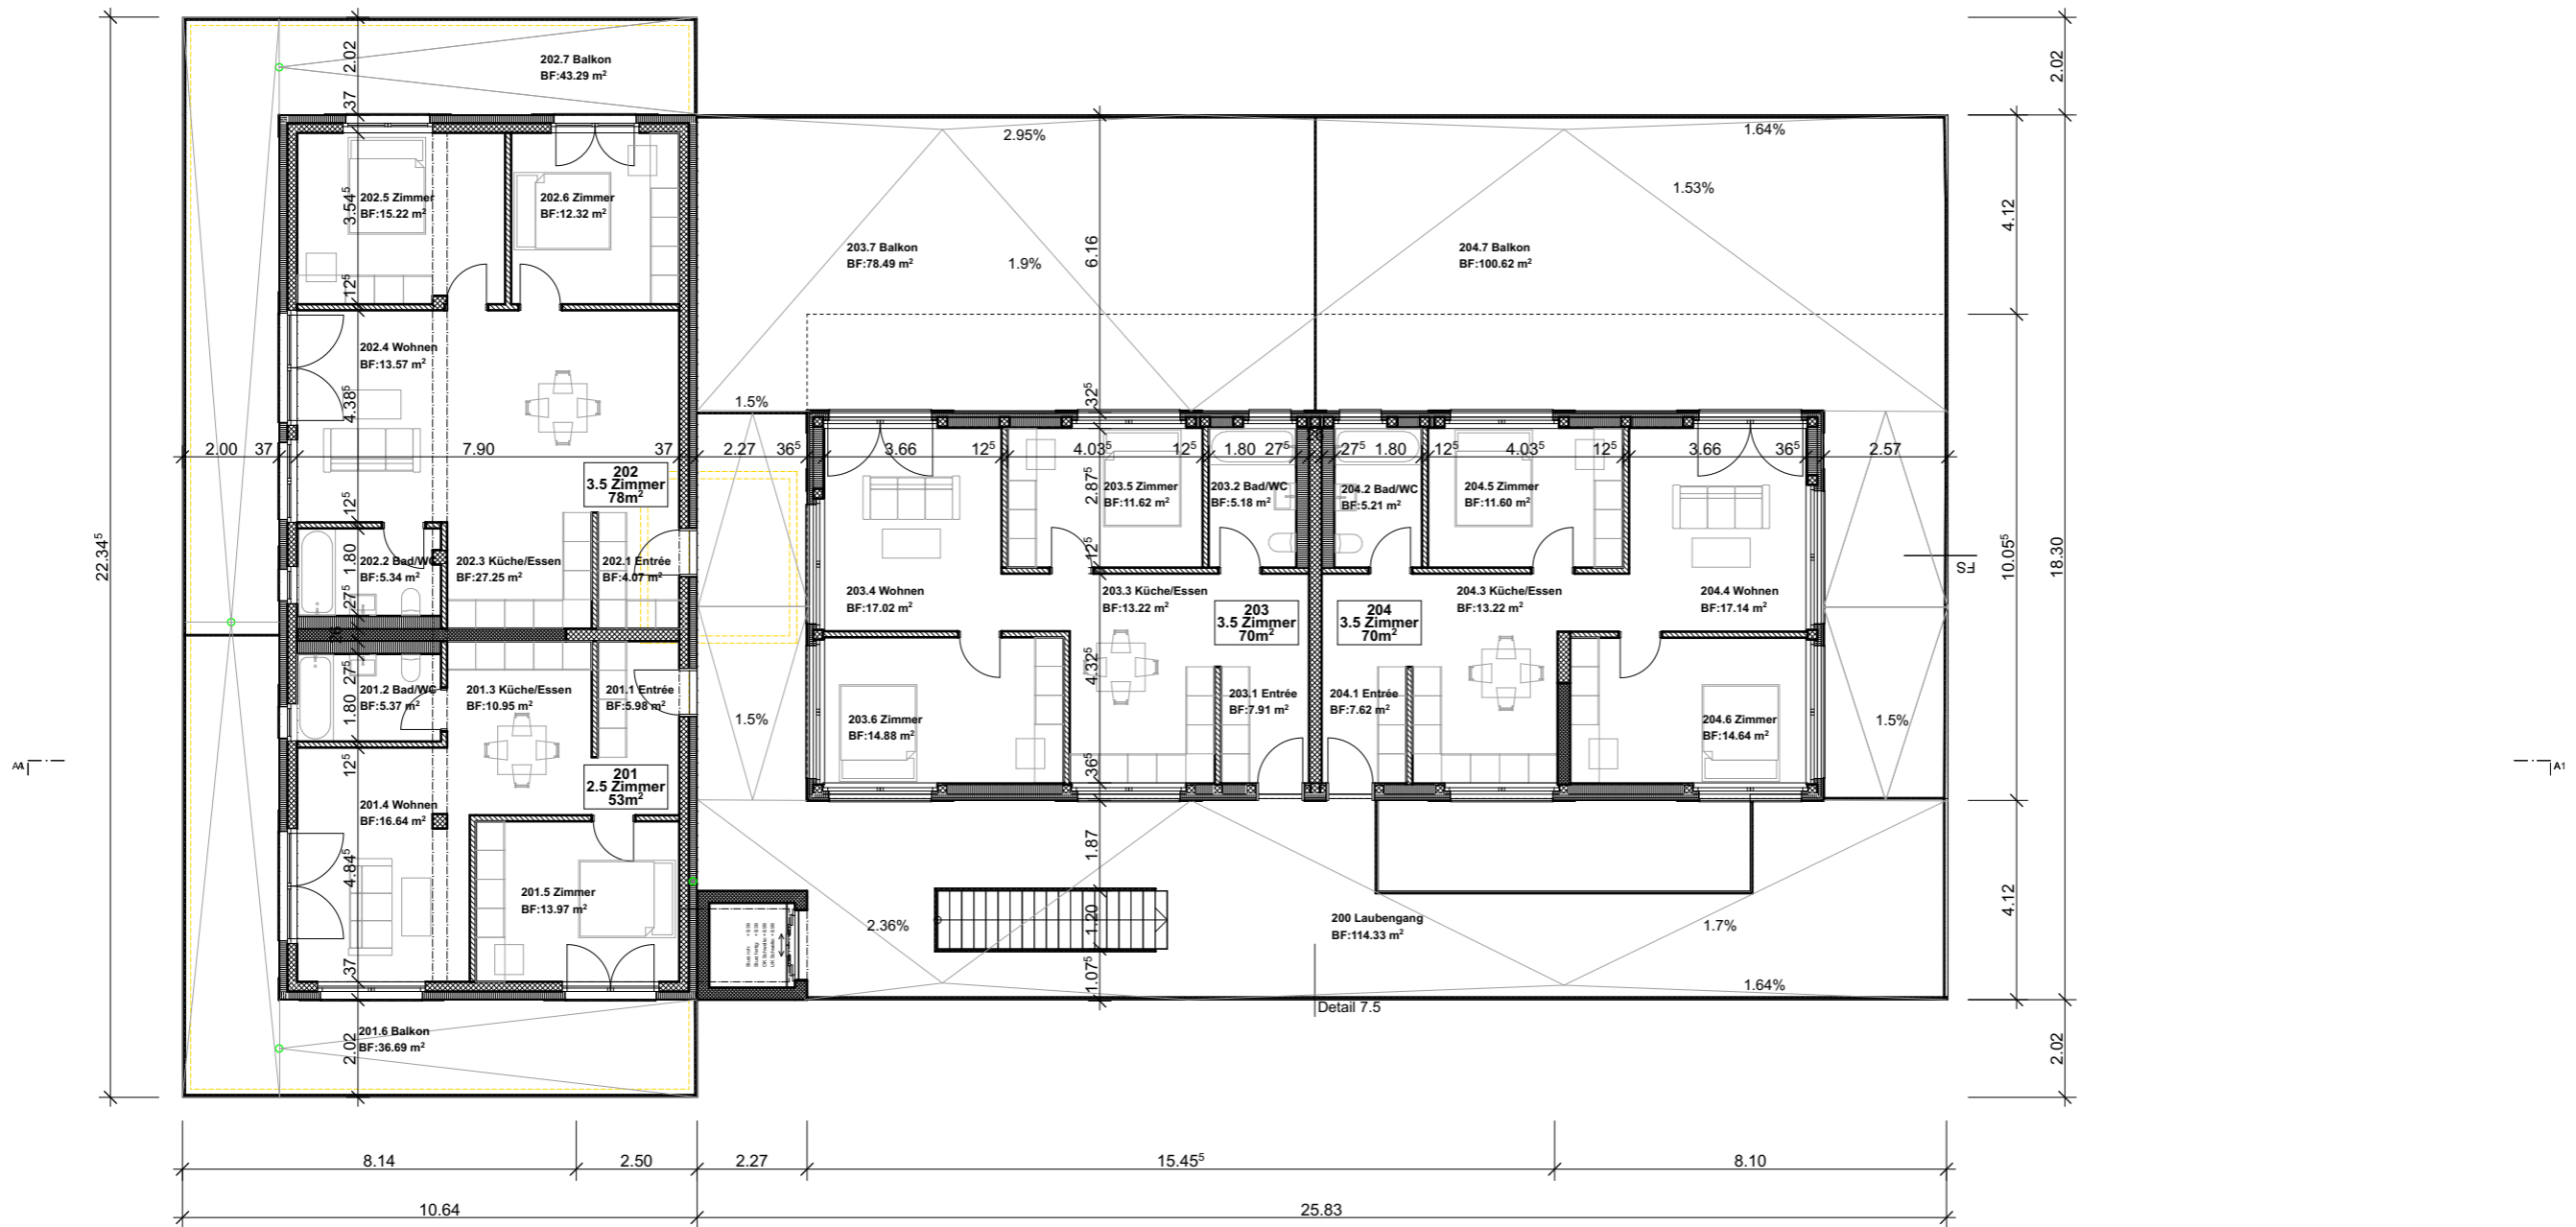 202.7 Balkon
BF:43.29 m²
2.02
2.02
37
2.95%
1.64%
1.53%
202.5 Zimmer
BF:15.22 m²
202.6 Zimmer
BF:12.32 m²
3.54⁵
4.12
203.7 Balkon
BF:78.49 m²
6.16
1.9%
204.7 Balkon
BF:100.62 m²
12⁵
202.4 Wohnen
BF:13.57 m²
4.38⁵
1.5%
32⁵
2.00
37
7.90
37
2.27
36⁵
3.66
12⁵
4.03⁵
12⁵
1.80
27⁵
27⁵
1.80
12⁵
4.03⁵
12⁵
3.66
36⁵
2.57
202
3.5 Zimmer
78m²
2.87⁵
203.5 Zimmer
BF:11.62 m²
203.2 Bad/WC
BF:5.18 m²
204.2 Bad/WC
BF:5.21 m²
204.5 Zimmer
BF:11.60 m²
12⁵
22.34⁵
202.2 Bad/WC
BF:5.34 m²
1.80
202.3 Küche/Essen
BF:27.25 m²
202.1 Entrée
BF:4.07 m²
12⁵
FS
10.05⁵
18.30
27⁵
26
203.4 Wohnen
BF:17.02 m²
203.3 Küche/Essen
BF:13.22 m²
203
3.5 Zimmer
70m²
204
3.5 Zimmer
70m²
204.3 Küche/Essen
BF:13.22 m²
204.4 Wohnen
BF:17.14 m²
27⁵
201.2 Bad/WC
BF:5.37 m²
1.80
201.3 Küche/Essen
BF:10.95 m²
201.1 Entrée
BF:5.98 m²
4.32⁵
203.1 Entrée
BF:7.91 m²
204.1 Entrée
BF:7.62 m²
1.5%
203.6 Zimmer
BF:14.88 m²
204.6 Zimmer
BF:14.64 m²
1.5%
12⁵
36⁵
A1
201
2.5 Zimmer
53m²
201.4 Wohnen
BF:16.64 m²
4.84⁵
1.87
201.5 Zimmer
BF:13.97 m²
2.36%
1.20
200 Laubengang
BF:114.33 m²
1.7%
4.12
37
1.07⁵
1.64%
Detail 7.5
201.6 Balkon
BF:36.69 m²
2.02
2.02
8.14
2.50
2.27
15.45⁵
8.10
10.64
25.83